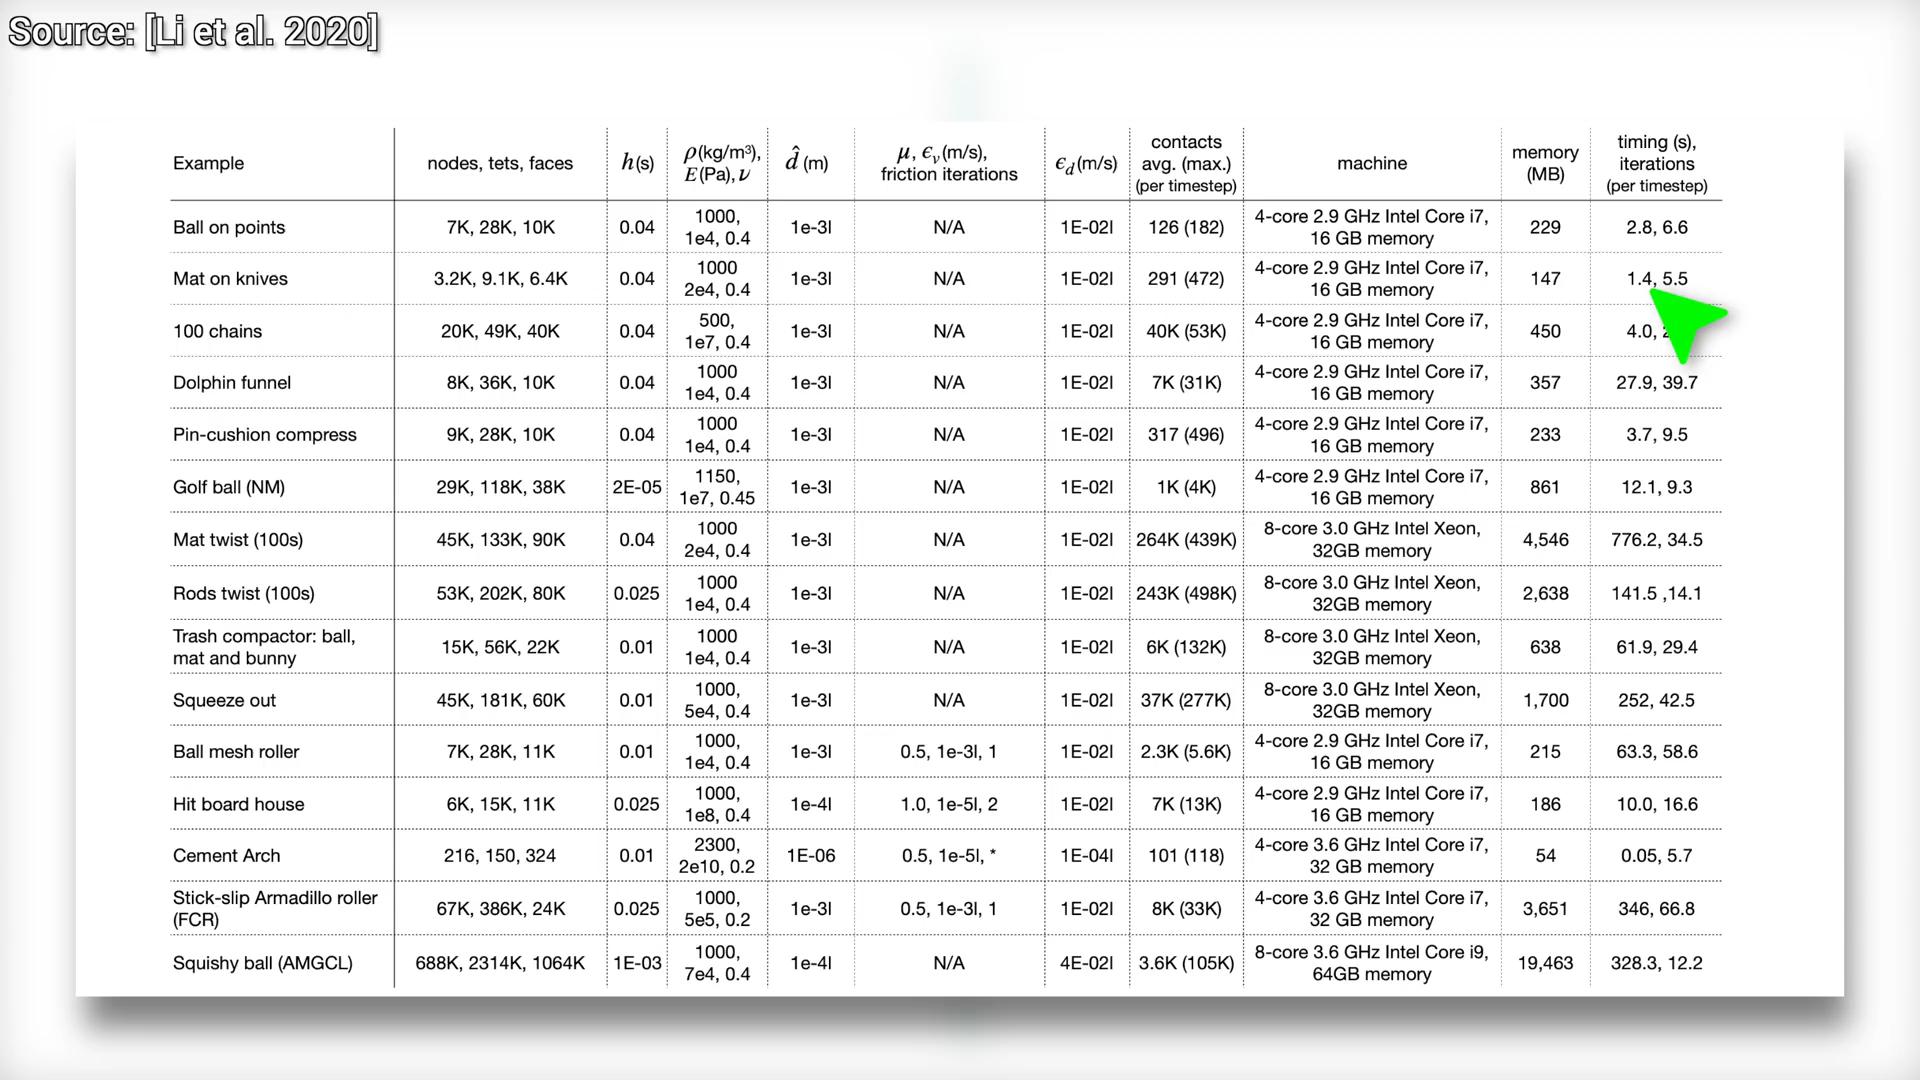 Source: [Li et al. 2020]
Example nodes, tets, faces h(s) ρ(kg/m³), E(Pa), ν d̂ (m) μ, ϵᵥ(m/s), friction iterations ϵd(m/s) contacts avg. (max.) (per timestep) machine memory (MB) timing (s), iterations (per timestep)
Ball on points 7K, 28K, 10K 0.04 1000, 1e4, 0.4 1e-3l N/A 1E-02l 126 (182) 4-core 2.9 GHz Intel Core i7, 16 GB memory 229 2.8, 6.6
Mat on knives 3.2K, 9.1K, 6.4K 0.04 1000 2e4, 0.4 1e-3l N/A 1E-02l 291 (472) 4-core 2.9 GHz Intel Core i7, 16 GB memory 147 1.4, 5.5
100 chains 20K, 49K, 40K 0.04 500, 1e7, 0.4 1e-3l N/A 1E-02l 40K (53K) 4-core 2.9 GHz Intel Core i7, 16 GB memory 450 4.0,
Dolphin funnel 8K, 36K, 10K 0.04 1000 1e4, 0.4 1e-3l N/A 1E-02l 7K (31K) 4-core 2.9 GHz Intel Core i7, 16 GB memory 357 27.9, 39.7
Pin-cushion compress 9K, 28K, 10K 0.04 1000 1e4, 0.4 1e-3l N/A 1E-02l 317 (496) 4-core 2.9 GHz Intel Core i7, 16 GB memory 233 3.7, 9.5
Golf ball (NM) 29K, 118K, 38K 2E-05 1150, 1e7, 0.45 1e-3l N/A 1E-02l 1K (4K) 4-core 2.9 GHz Intel Core i7, 16 GB memory 861 12.1, 9.3
Mat twist (100s) 45K, 133K, 90K 0.04 1000 2e4, 0.4 1e-3l N/A 1E-02l 264K (439K) 8-core 3.0 GHz Intel Xeon, 32GB memory 4,546 776.2, 34.5
Rods twist (100s) 53K, 202K, 80K 0.025 1000 1e4, 0.4 1e-3l N/A 1E-02l 243K (498K) 8-core 3.0 GHz Intel Xeon, 32GB memory 2,638 141.5 ,14.1
Trash compactor: ball, mat and bunny 15K, 56K, 22K 0.01 1000 1e4, 0.4 1e-3l N/A 1E-02l 6K (132K) 8-core 3.0 GHz Intel Xeon, 32GB memory 638 61.9, 29.4
Squeeze out 45K, 181K, 60K 0.01 1000, 5e4, 0.4 1e-3l N/A 1E-02l 37K (277K) 8-core 3.0 GHz Intel Xeon, 32GB memory 1,700 252, 42.5
Ball mesh roller 7K, 28K, 11K 0.01 1000, 1e4, 0.4 1e-3l 0.5, 1e-3l, 1 1E-02l 2.3K (5.6K) 4-core 2.9 GHz Intel Core i7, 16 GB memory 215 63.3, 58.6
Hit board house 6K, 15K, 11K 0.025 1000, 1e8, 0.4 1e-4l 1.0, 1e-5l, 2 1E-02l 7K (13K) 4-core 2.9 GHz Intel Core i7, 16 GB memory 186 10.0, 16.6
Cement Arch 216, 150, 324 0.01 2300, 2e10, 0.2 1E-06 0.5, 1e-5l, * 1E-04l 101 (118) 4-core 3.6 GHz Intel Core i7, 32 GB memory 54 0.05, 5.7
Stick-slip Armadillo roller (FCR) 67K, 386K, 24K 0.025 1000, 5e5, 0.2 1e-3l 0.5, 1e-3l, 1 1E-02l 8K (33K) 4-core 3.6 GHz Intel Core i7, 32 GB memory 3,651 346, 66.8
Squishy ball (AMGCL) 688K, 2314K, 1064K 1E-03 1000, 7e4, 0.4 1e-4l N/A 4E-02l 3.6K (105K) 8-core 3.6 GHz Intel Core i9, 64GB memory 19,463 328.3, 12.2